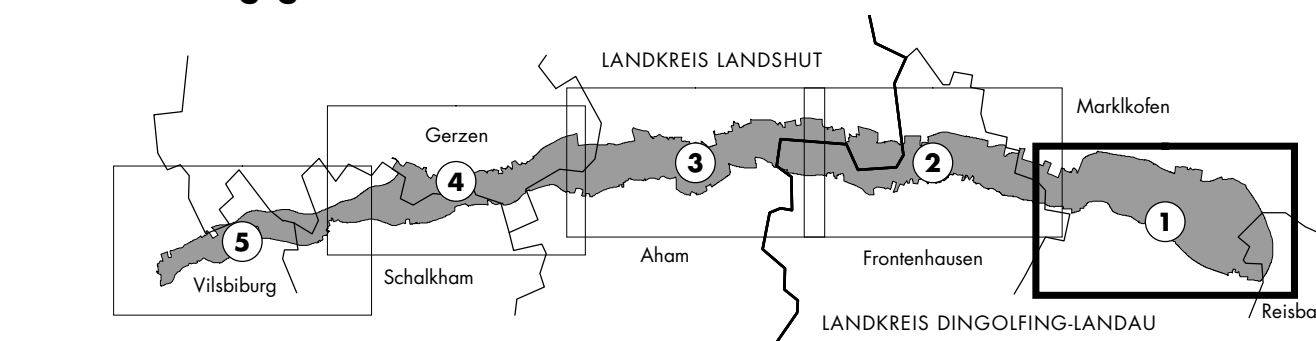 LANDKREIS LANDSHUT
Marklkofen
Gerzen
3
2
4
1
5
Aham
Frontenhausen
Schalkham
Vilsbiburg
Reisba
LANDKREIS DINGOLFING-LANDAU